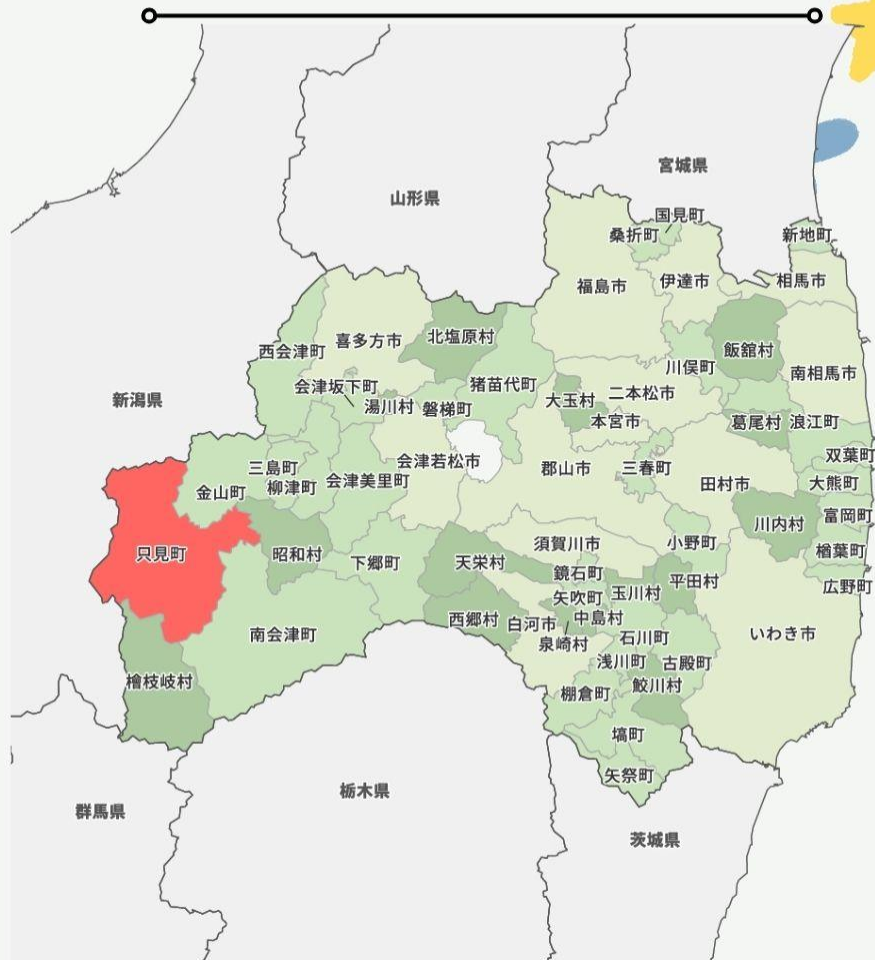 宮城県
山形県
国見町
桑折町
新地町
相馬市
伊達市
福島市
喜多方市
北塩原村
西会津町
飯舘村
川俣町
南相馬市
会津坂下町
猪苗代町
湯川村
磐梯町
大玉村
二本松市
本宮市
葛尾村
浪江町
新潟県
双葉町
三島町
会津若松市
郡山市
三春町
金山町
柳津町
会津美里町
田村市
大熊町
富岡町
川内村
只見町
昭和村
下郷町
天栄村
須賀川市
小野町
楢葉町
鏡石町
平田村
広野町
矢吹町
玉川村
西郷村
白河市
中島村
南会津町
泉崎村
石川町
いわき市
浅川町
古殿町
檜枝岐村
鮫川村
棚倉町
塙町
矢祭町
栃木県
群馬県
茨城県